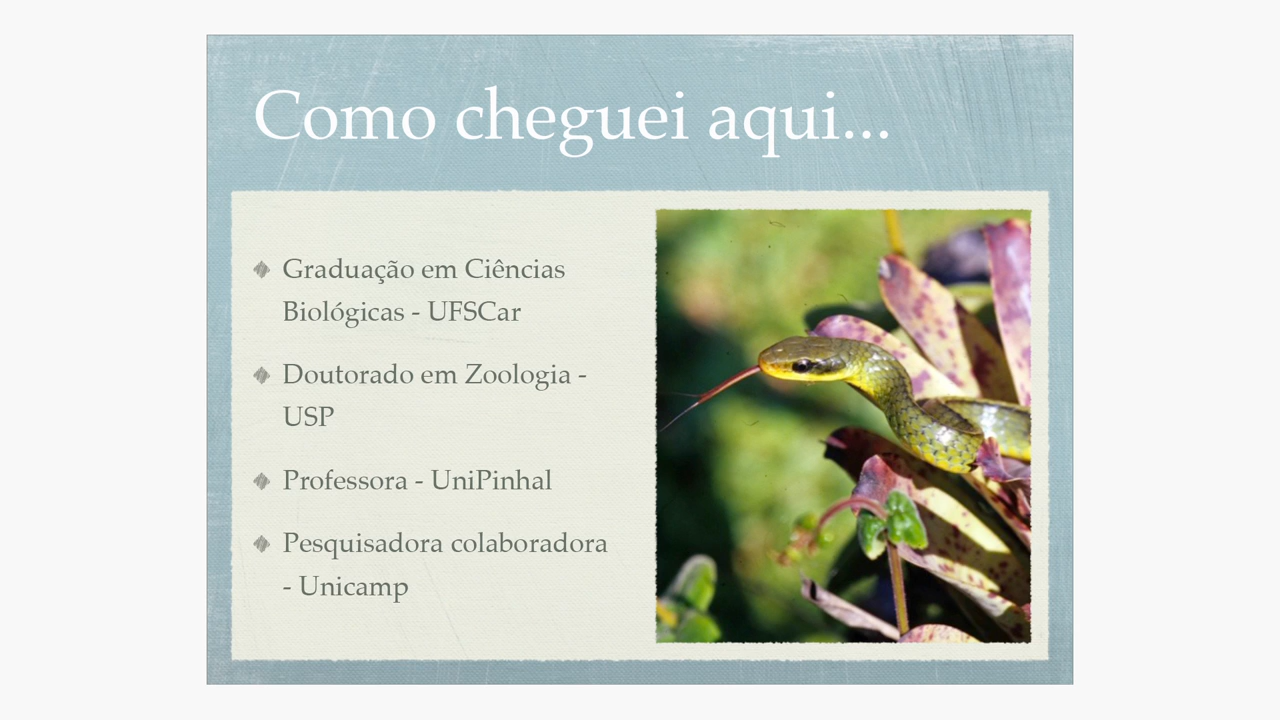 Como cheguei aqui...
Graduação em Ciências
Biológicas - UFSCar
Doutorado em Zoologia -
USP
Professora - UniPinhal
Pesquisadora colaboradora
- Unicamp